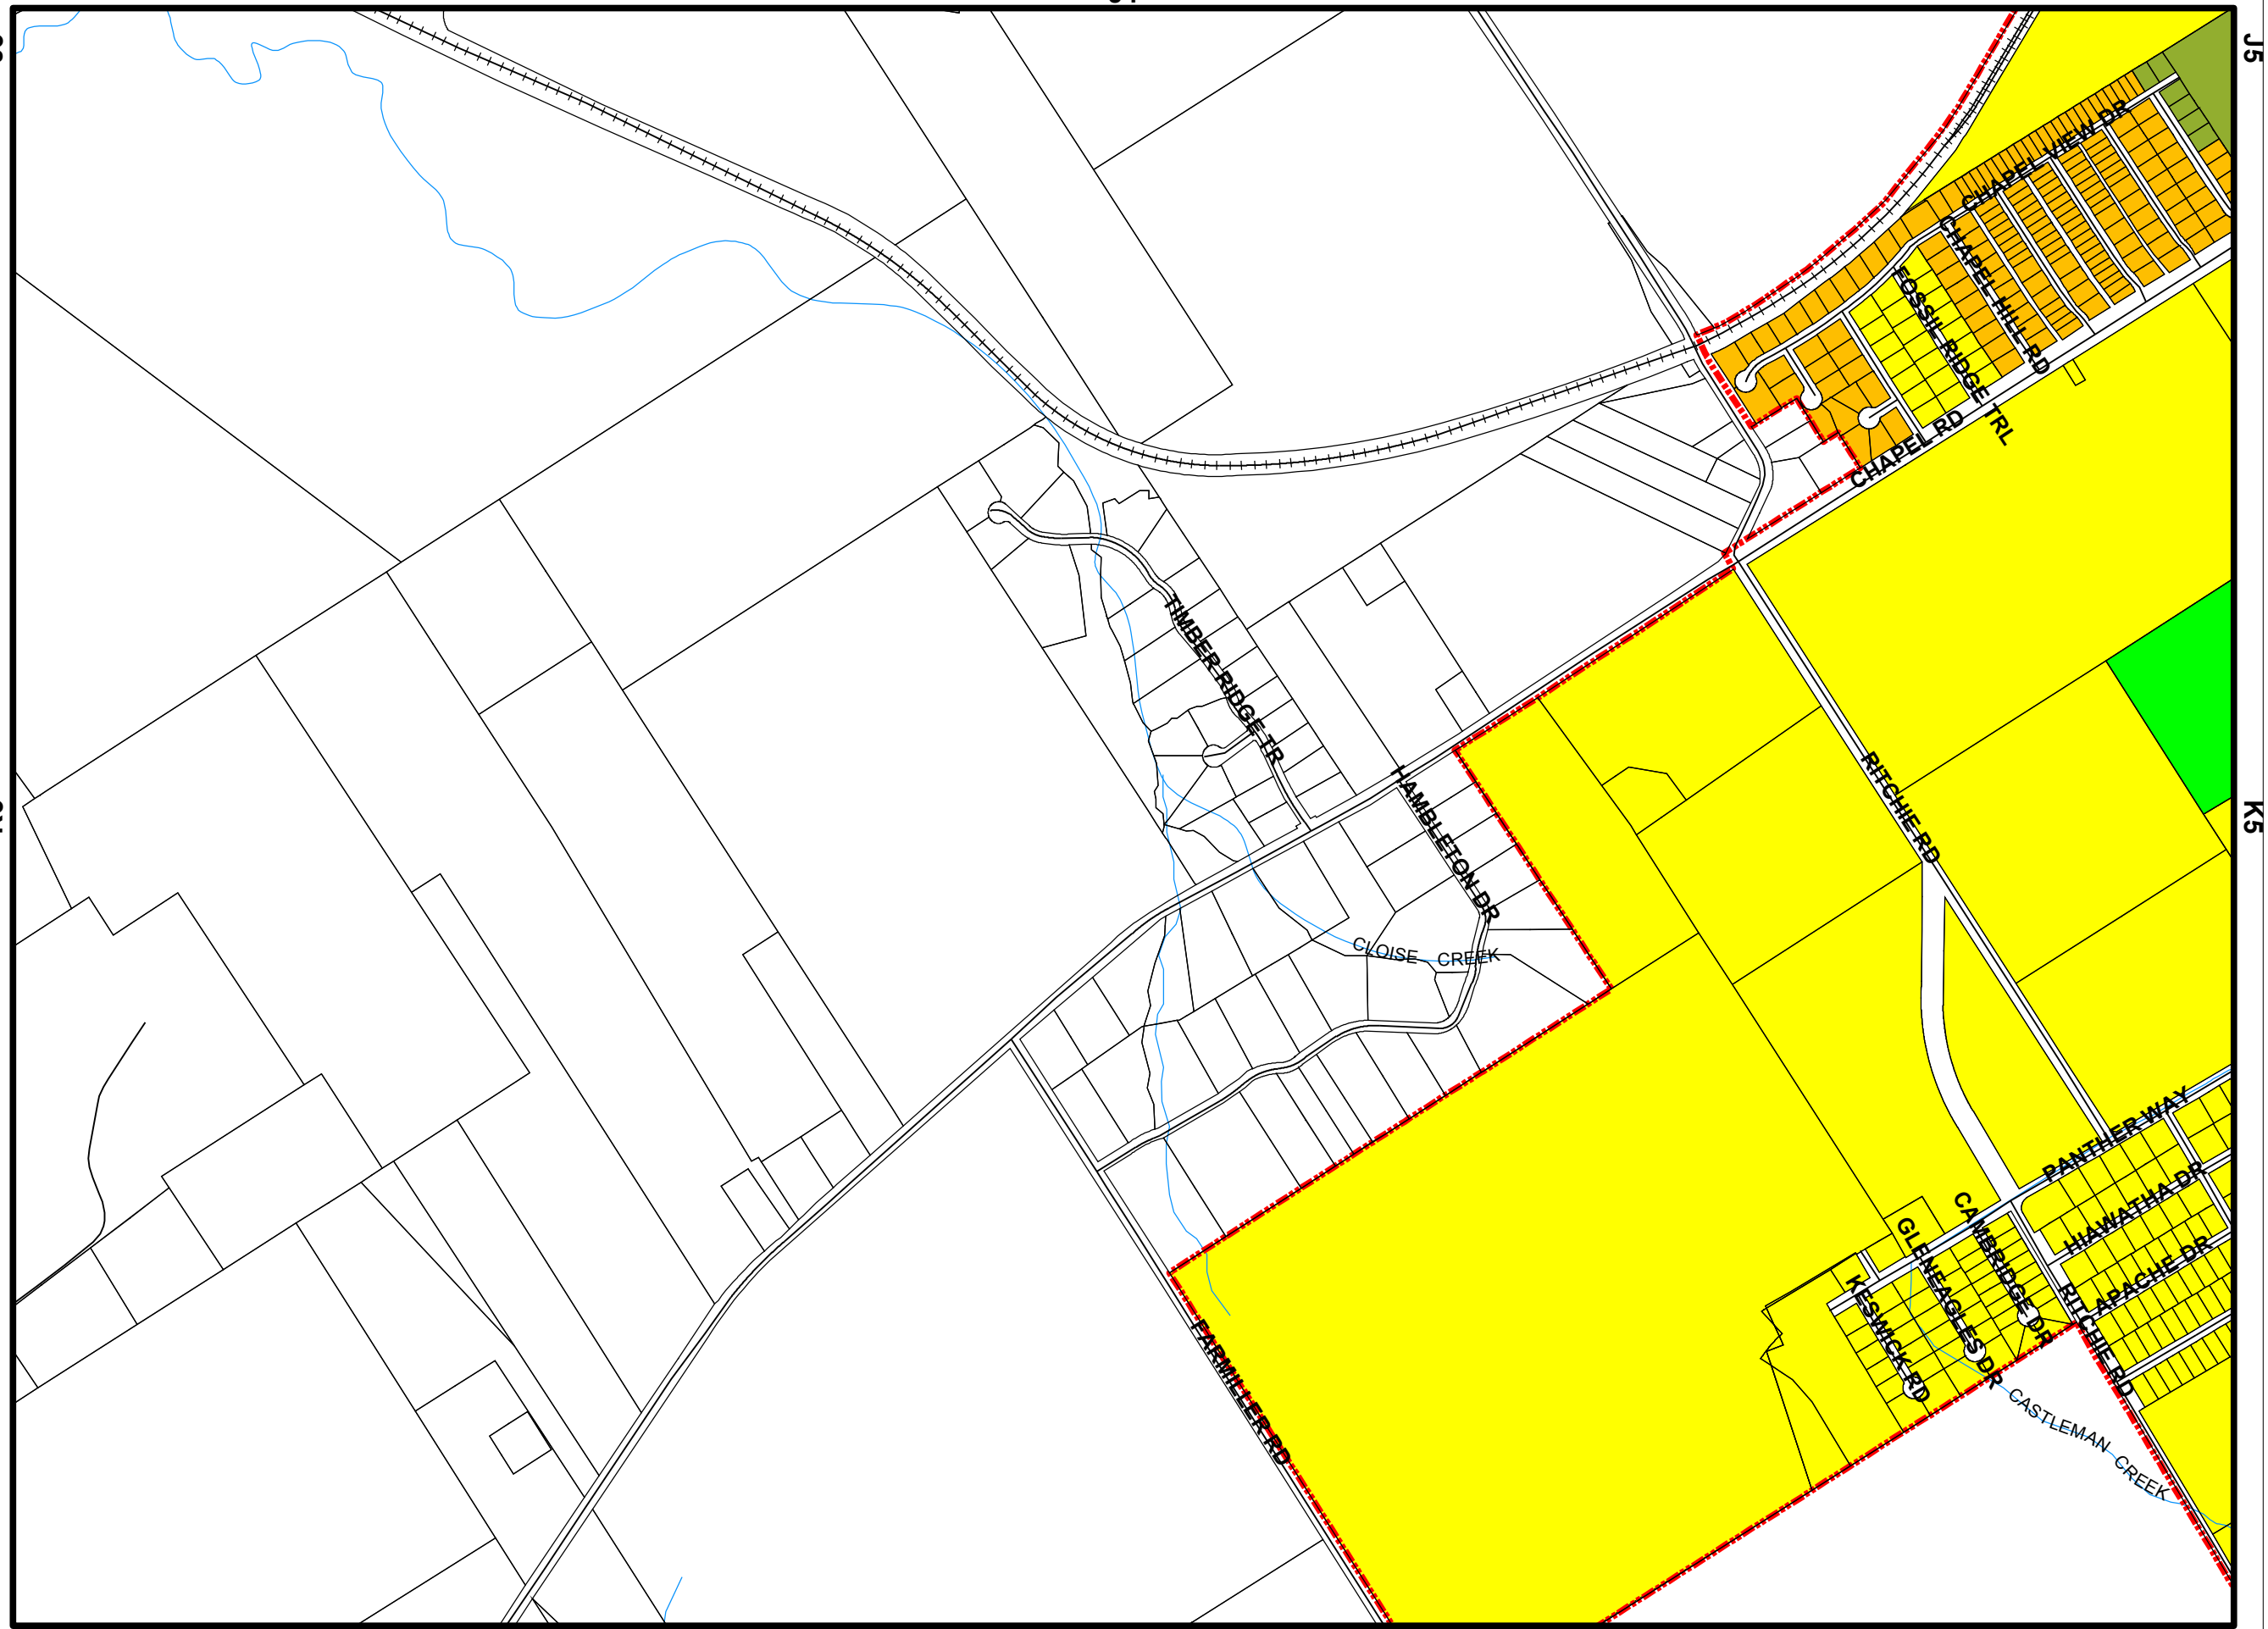 J5
CHAPEL VIEW DR
CHAPEL HILL RD
FOSSIL RIDGE TRL
CHAPEL RD
TIMBER RIDGE TR
HAMBLETON DR
RITCHIE RD
K5
CLOISE CREEK
PANTHER WAY
HIAWATHA DR
APACHE DR
CAMBRIDGE DR
GLENEAGLES DR
KESWICK RD
RITCHIE RD
FARMILLER RD
CASTLEMAN CREEK